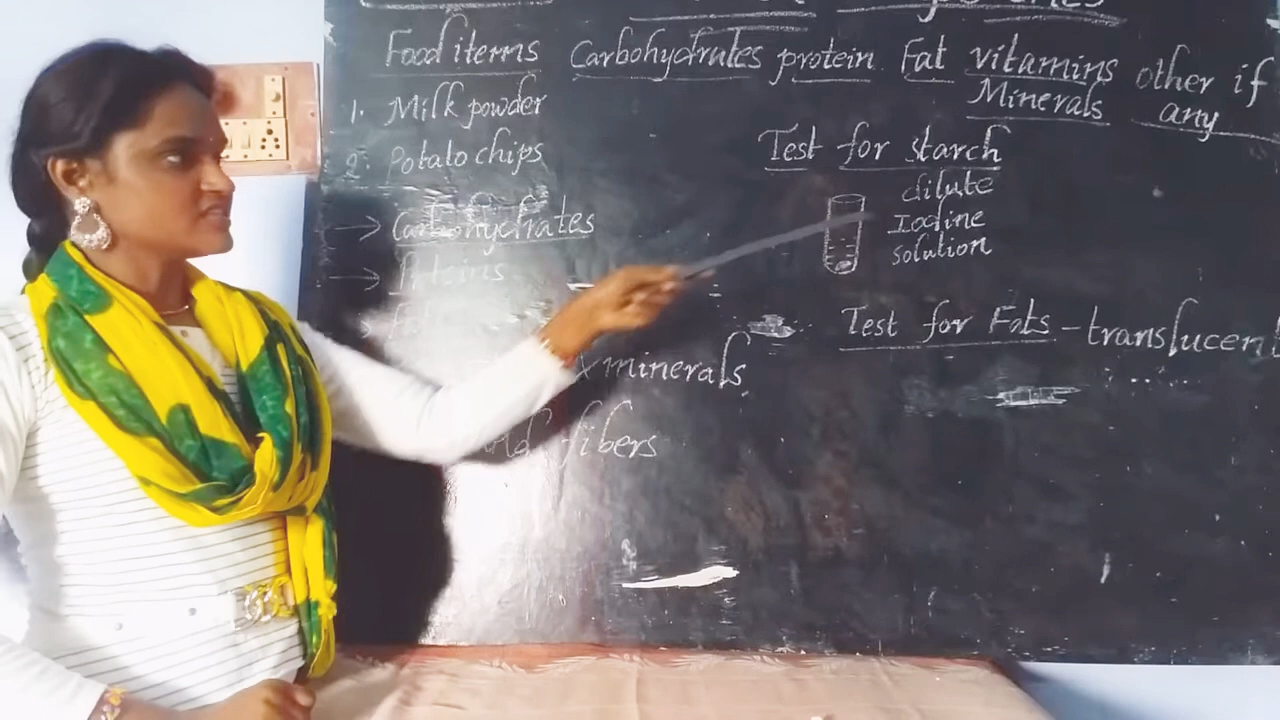 Food items Carbohydrates protein Fat vitamins other if
Minerals any
1. Milk powder
2. Potato chips
→ Carbohydrates
→ Proteins
minerals
fibers
Test for starch
dilute
Iodine
solution
Test for Fats - translucent